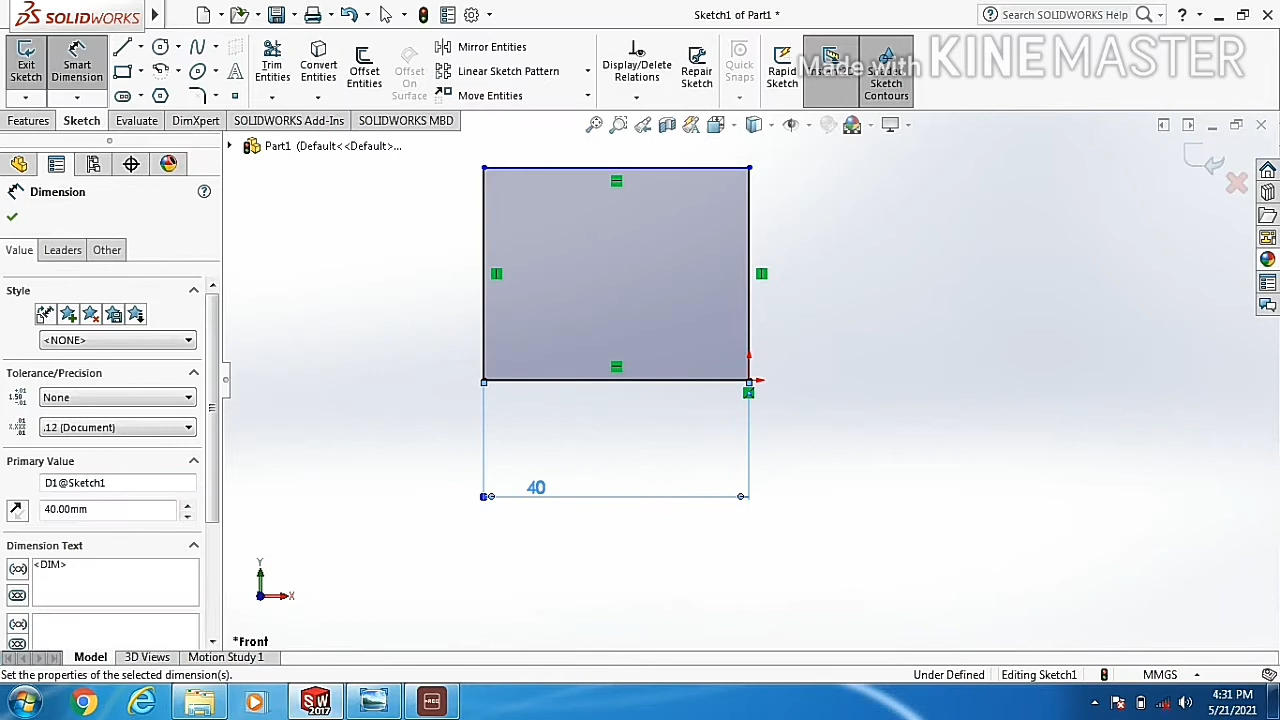 SOLIDWORKS
Sketch1 of Part1 *
Search SOLIDWORKS Help
?
Exit
Sketch
Smart
Dimension
Trim
Entities
Convert
Entities
Offset
Entities
Offset
On
Surface
Mirror Entities
Linear Sketch Pattern
Move Entities
Display/Delete
Relations
Repair
Sketch
Quick
Snaps
Rapid
Sketch
Instant2D
Shaded
Sketch
Contours
Made with KINEMASTER
Features
Sketch
Evaluate
DimXpert
SOLIDWORKS Add-Ins
SOLIDWORKS MBD
Part1 (Default<<Default>...
Dimension
?
Value
Leaders
Other
Style
<NONE>
Tolerance/Precision
None
.12 (Document)
Primary Value
D1@Sketch1
40.00mm
Dimension Text
<DIM>
40
Y
X
*Front
Model
3D Views
Motion Study 1
Set the properties of the selected dimension(s).
Under Defined
Editing Sketch1
MMGS
SW
2017
4:31 PM
5/21/2021